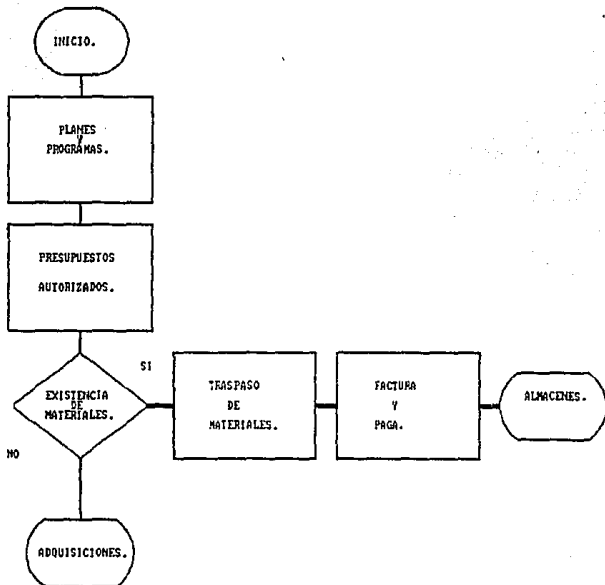 INICIO.
PLANES
Y
PROGRAMAS.
PRESUPUESTOS
AUTORIZADOS.
EXISTENCIA
DE
MATERIALES.
SI
NO
TRASPASO
DE
MATERIALES.
FACTURA
Y
PAGA.
ALMACENES.
ADQUISICIONES.